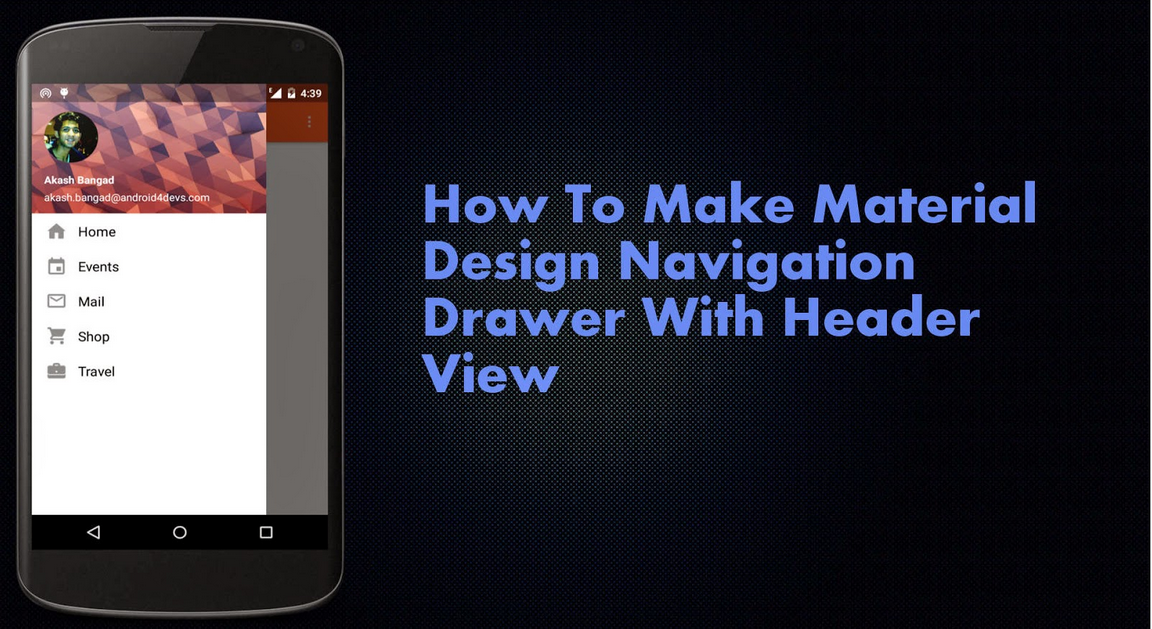 E 4:39
Akash Bangad
akash.bangad@android4devs.com
Home
Events
Mail
Shop
Travel
How To Make Material
Design Navigation
Drawer With Header
View